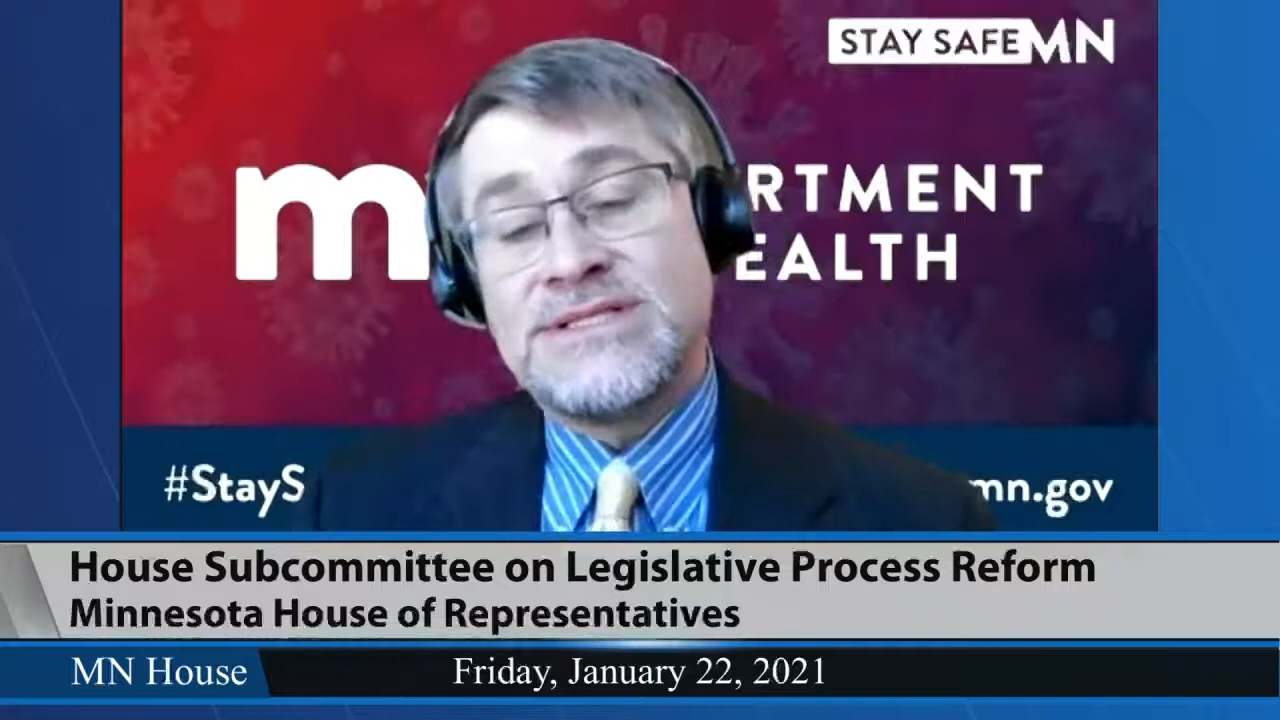 STAY SAFE MN
m
RTMENT
EALTH
#StayS
mn.gov
House Subcommittee on Legislative Process Reform
Minnesota House of Representatives
MN House
Friday, January 22, 2021